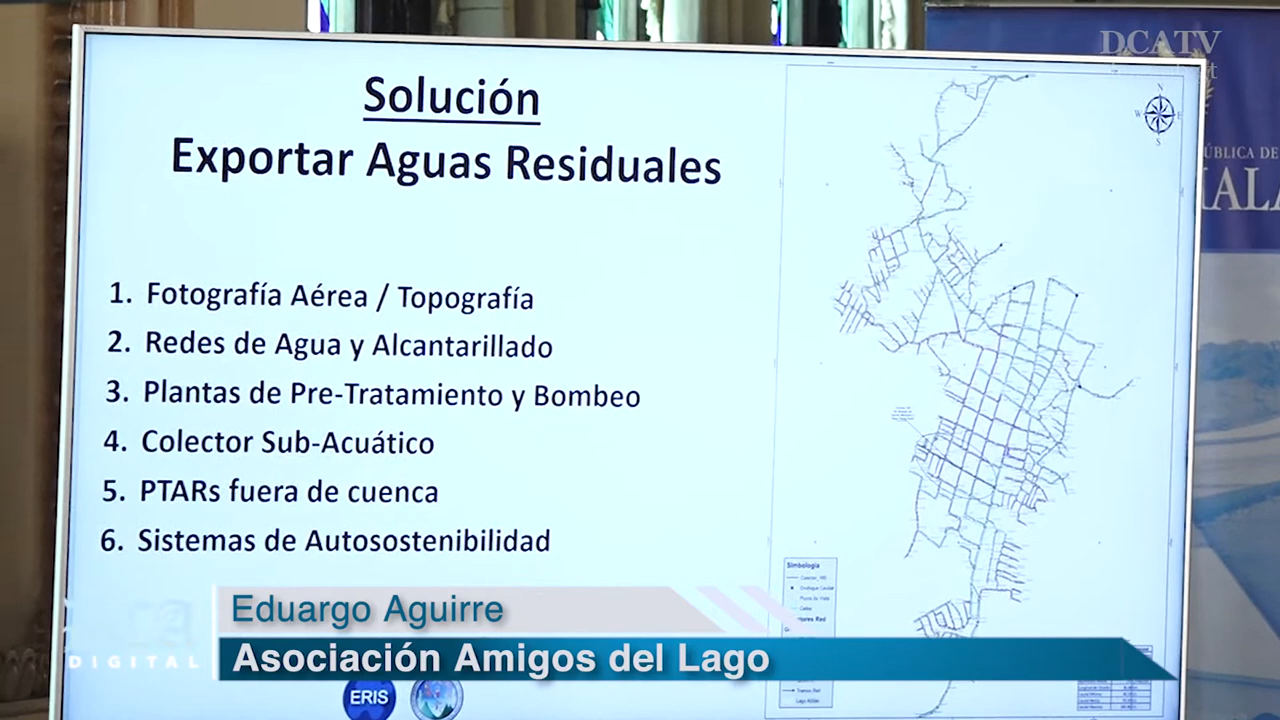 DCATV
Solución
Exportar Aguas Residuales
1. Fotografía Aérea / Topografía
2. Redes de Agua y Alcantarillado
3. Plantas de Pre-Tratamiento y Bombeo
4. Colector Sub-Acuático
5. PTARs fuera de cuenca
6. Sistemas de Autosostenibilidad
N
W E
S
ÚBLICA DE
Simbología
Eduargo Aguirre
Asociación Amigos del Lago
DIGITAL
ERIS